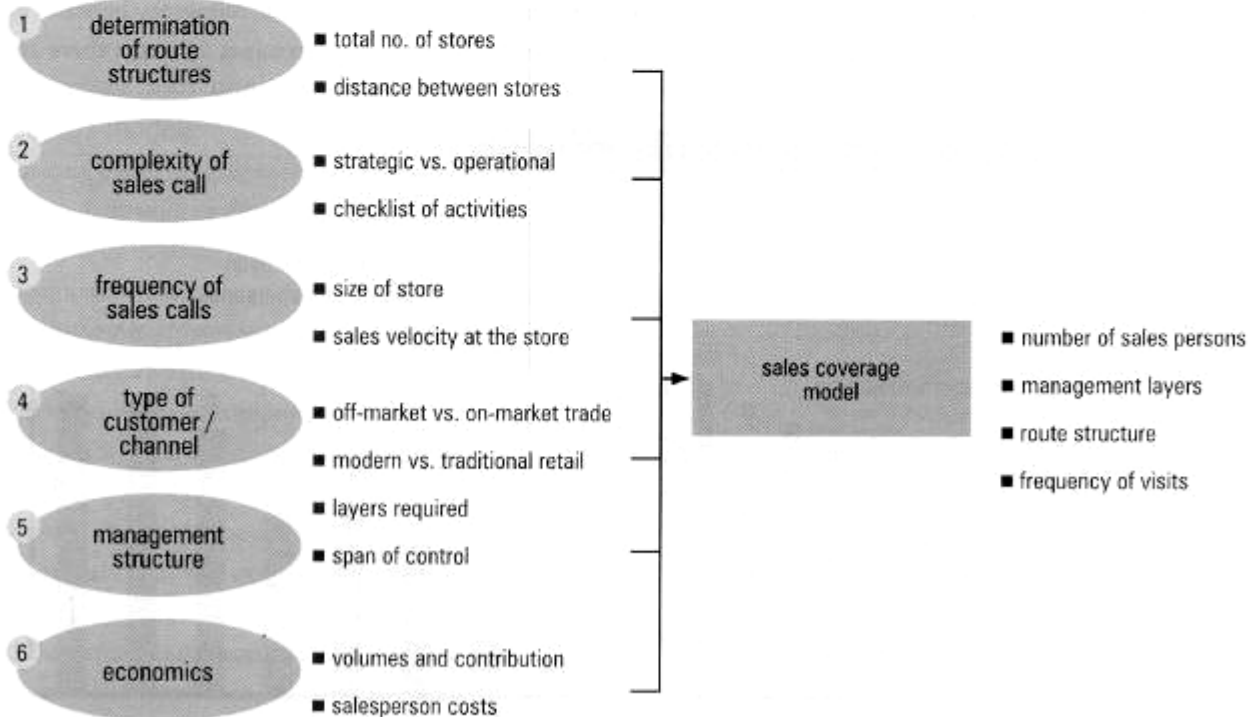 1
determination
of route
structures
■ total no. of stores
■ distance between stores
2
complexity of
sales call
■ strategic vs. operational
■ checklist of activities
3
frequency of
sales calls
■ size of store
■ sales velocity at the store
4
type of
customer /
channel
■ off-market vs. on-market trade
■ modern vs. traditional retail
5
management
structure
■ layers required
■ span of control
6
economics
■ volumes and contribution
■ salesperson costs
sales coverage
model
■ number of sales persons
■ management layers
■ route structure
■ frequency of visits